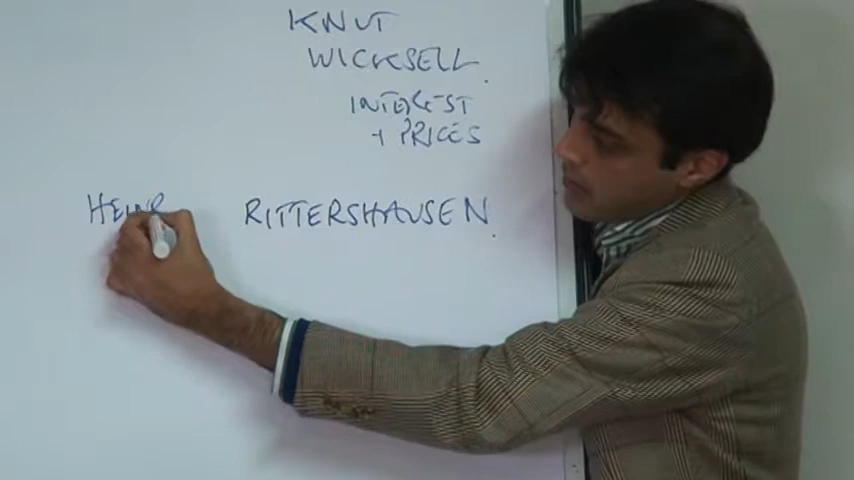 KNUT
WICKSELL
INTEREST
+ PRICES
HEINR RITTERSHAUSEN